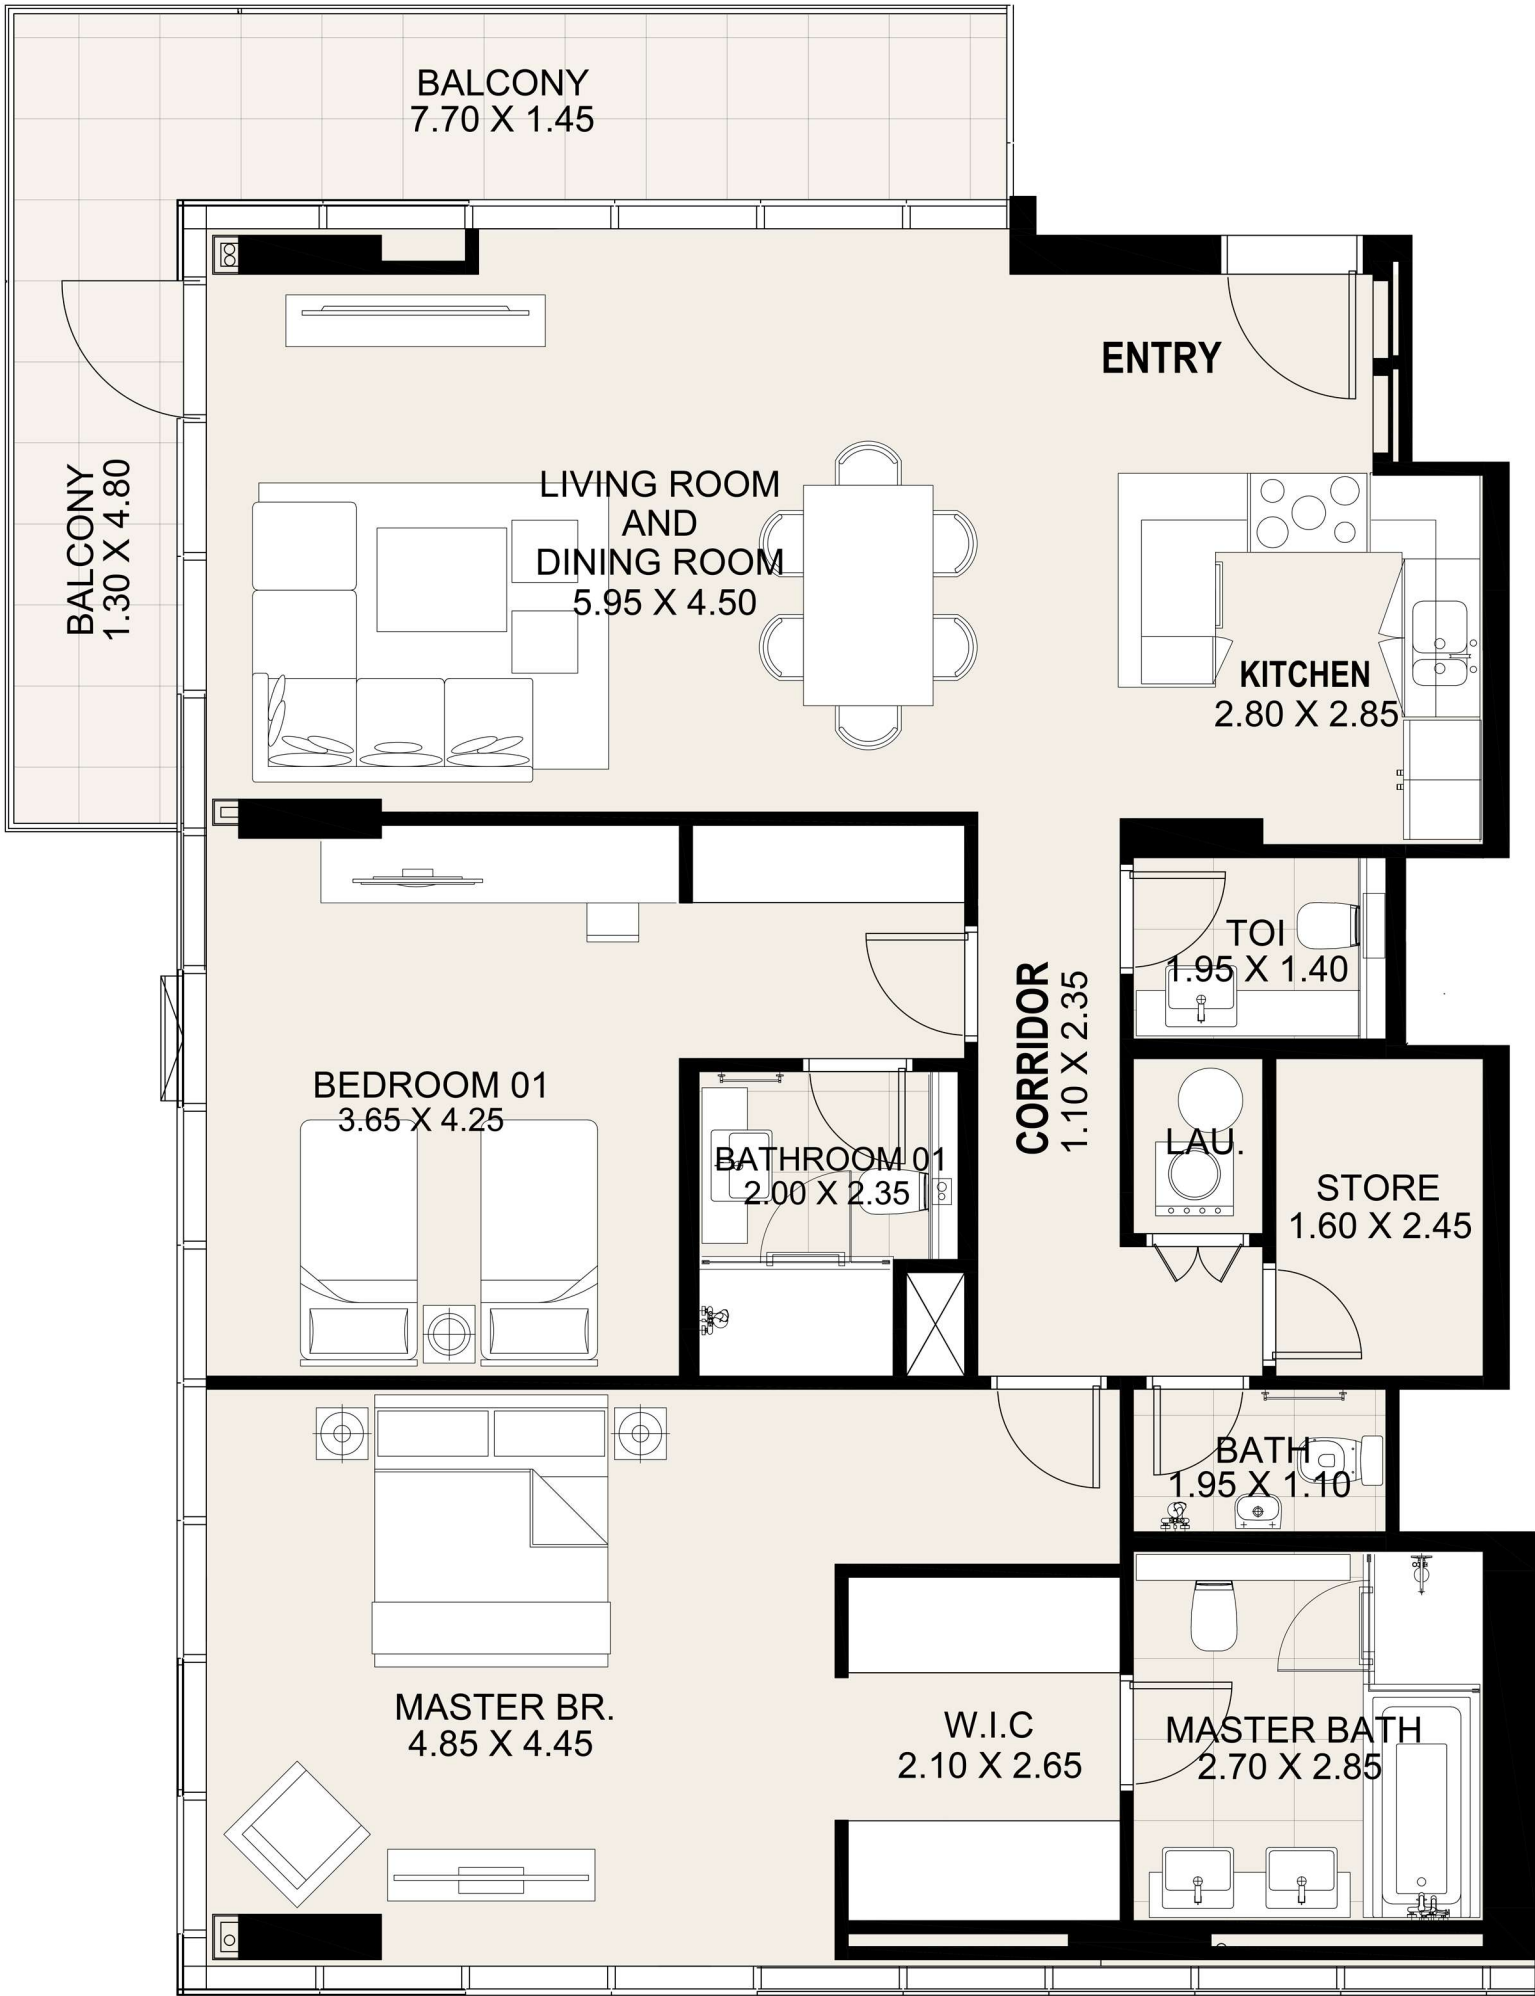 BALCONY
7.70 X 1.45
ENTRY
BALCONY
1.30 X 4.80
LIVING ROOM
AND
DINING ROOM
5.95 X 4.50
KITCHEN
2.80 X 2.85
TOI
1.95 X 1.40
CORRIDOR
1.10 X 2.35
BEDROOM 01
3.65 X 4.25
BATHROOM 01
2.00 X 2.35
LAU.
STORE
1.60 X 2.45
BATH
1.95 X 1.10
MASTER BR.
4.85 X 4.45
W.I.C
2.10 X 2.65
MASTER BATH
2.70 X 2.85